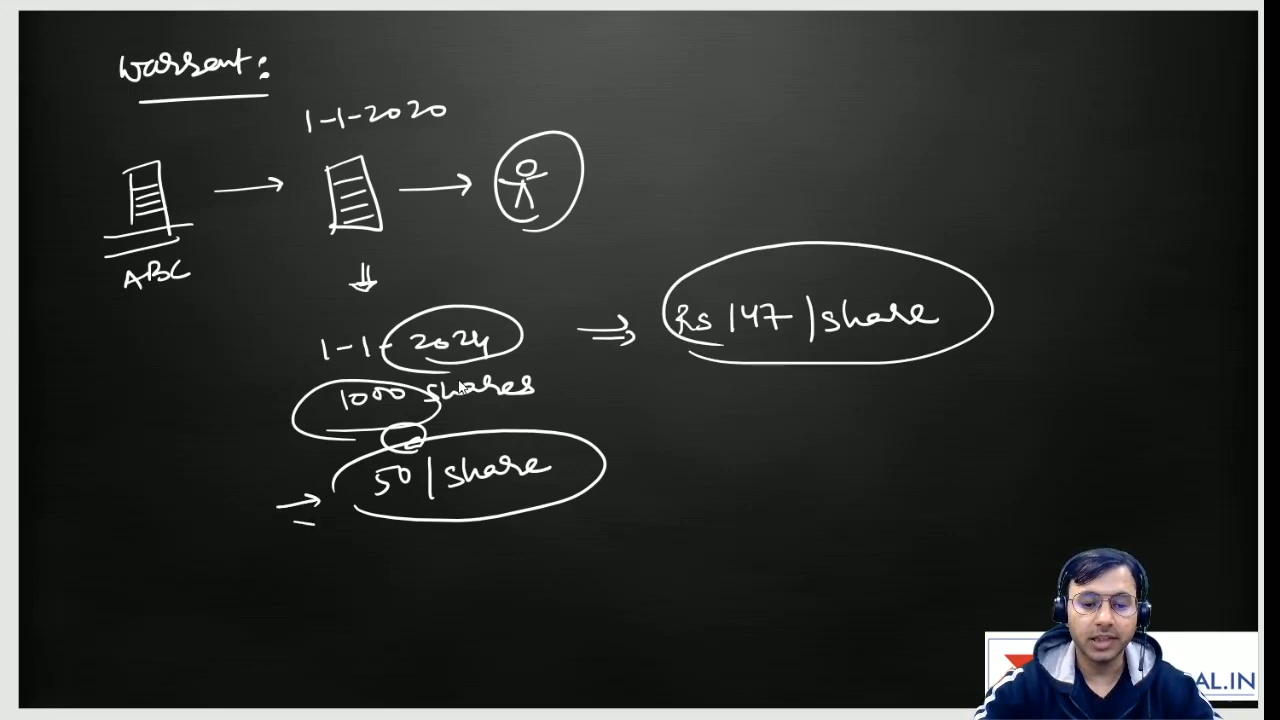 Warrent:
1-1-2020
ABC
1-1-2024
Rs 147/share
1000 shares
50/share
AL.IN